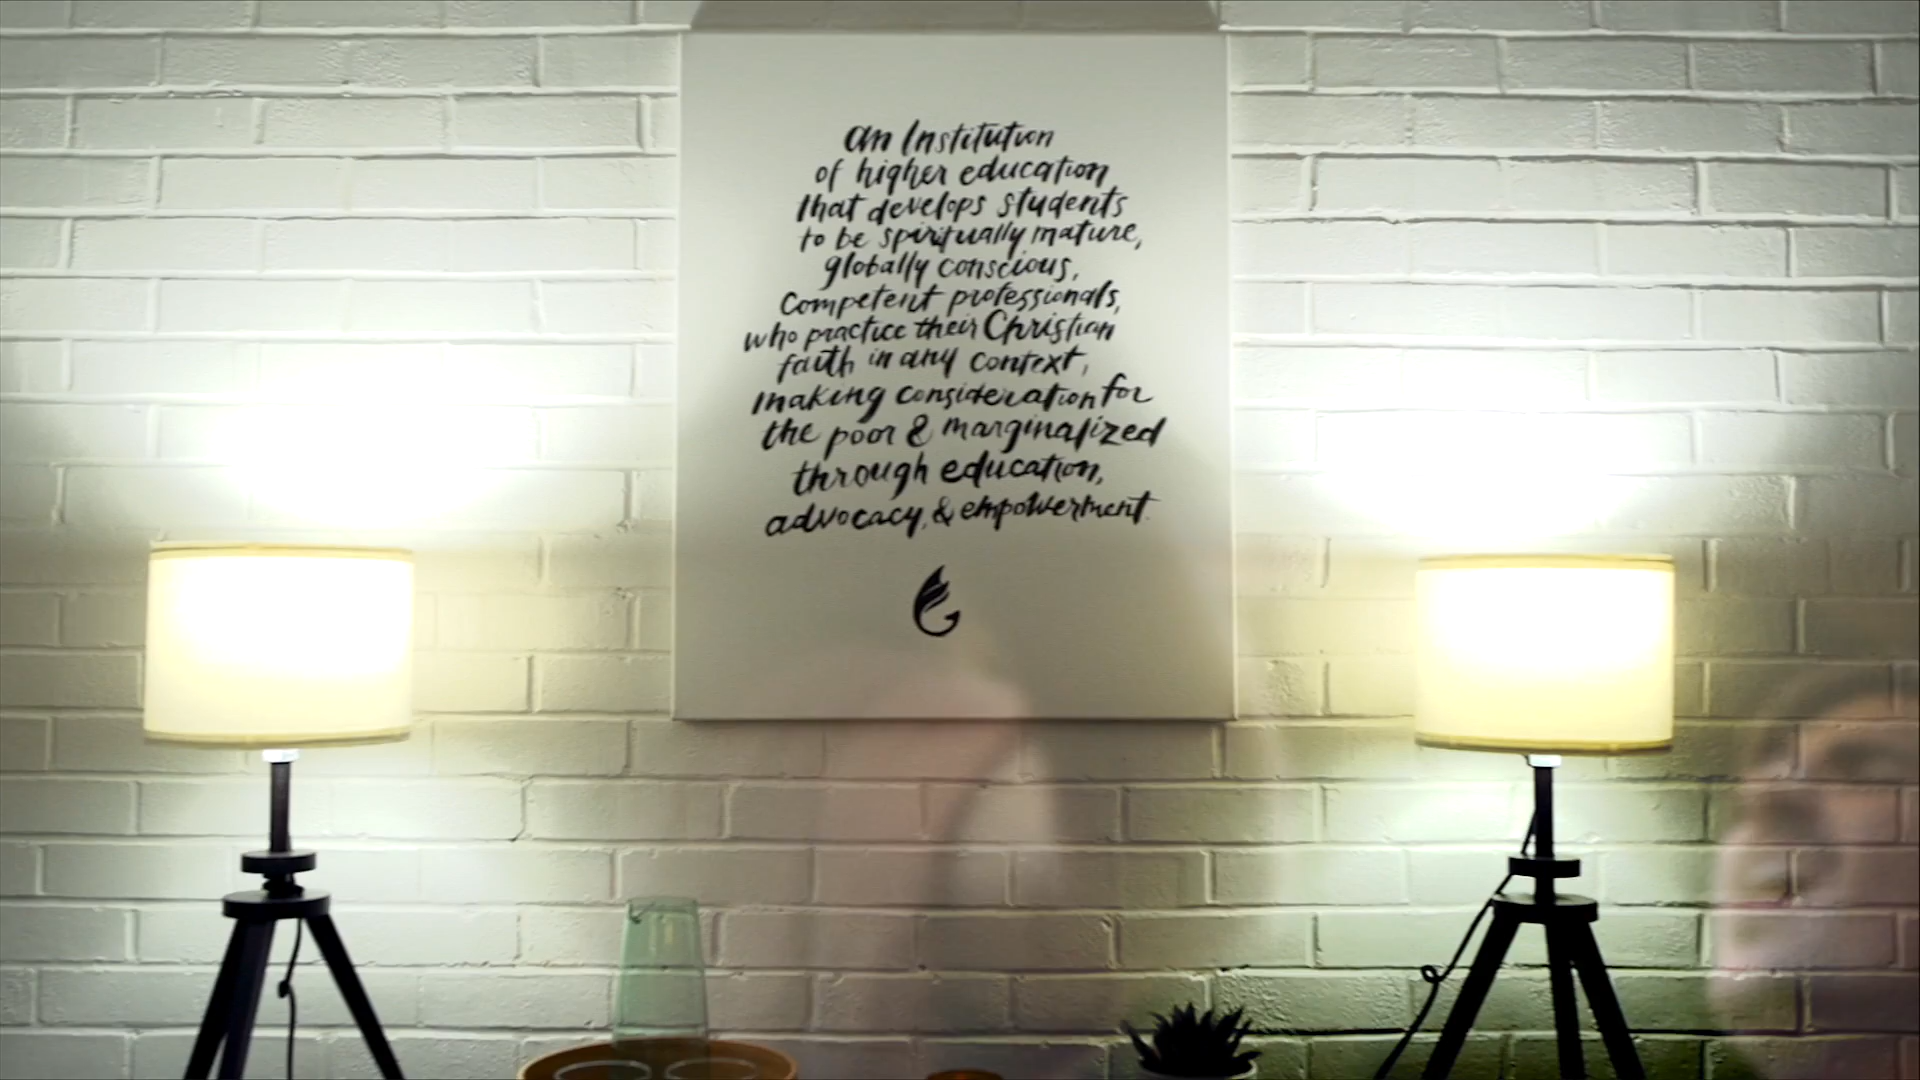 an Institution
of higher education
that develops students
to be spiritually mature,
globally conscious,
Competent professionals,
who practice their Christian
faith in any context,
making consideration for
the poor & marginalized
through education,
advocacy, & empowerment.